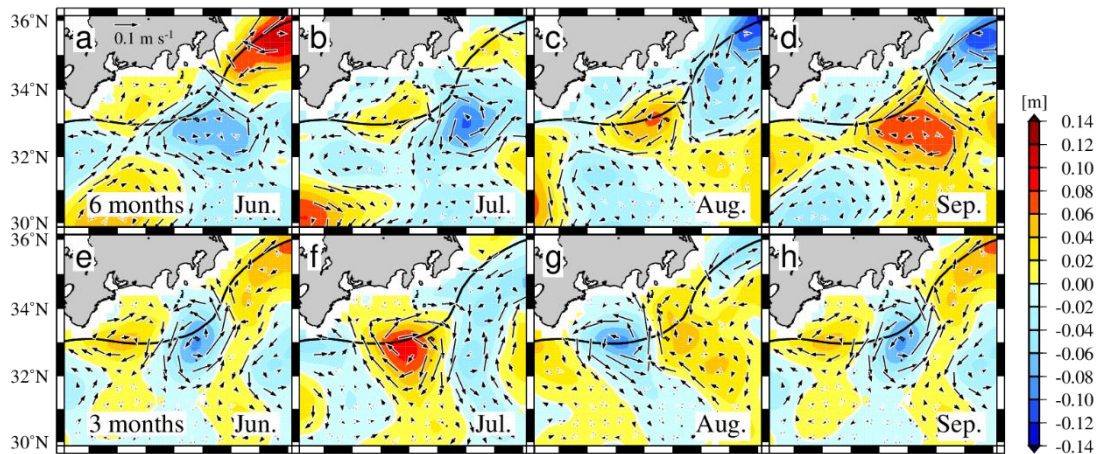 a
0.1 m s⁻¹
b
c
d
36°N
34°N
32°N
30°N
6 months
Jun.
Jul.
Aug.
Sep.
e
f
g
h
36°N
34°N
32°N
30°N
3 months
Jun.
Jul.
Aug.
Sep.
[m]
0.14
0.12
0.10
0.08
0.06
0.04
0.02
0.00
-0.00
-0.02
-0.04
-0.06
-0.08
-0.10
-0.12
-0.14